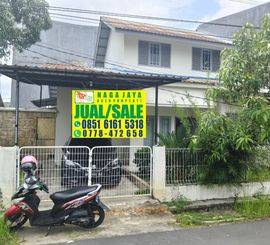 NAGA JAYA
JUAL/SALE
0851 6161 5318
0778-472 658